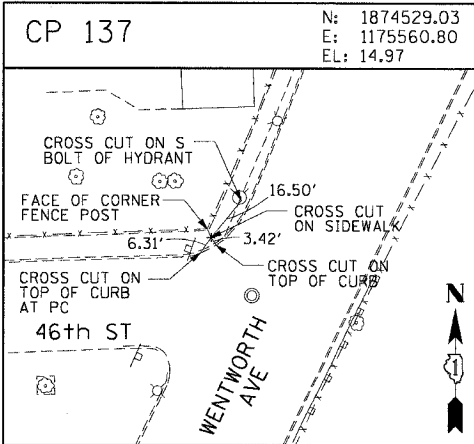 CP 137
N: 1874529.03
E: 1175560.80
EL: 14.97
CROSS CUT ON S
BOLT OF HYDRANT
16.50'
FACE OF CORNER
FENCE POST
CROSS CUT
ON SIDEWALK
6.31'
3.42'
CROSS CUT ON
TOP OF CURB
AT PC
CROSS CUT ON
TOP OF CURB
46th ST
WENTWORTH
AVE
N
1